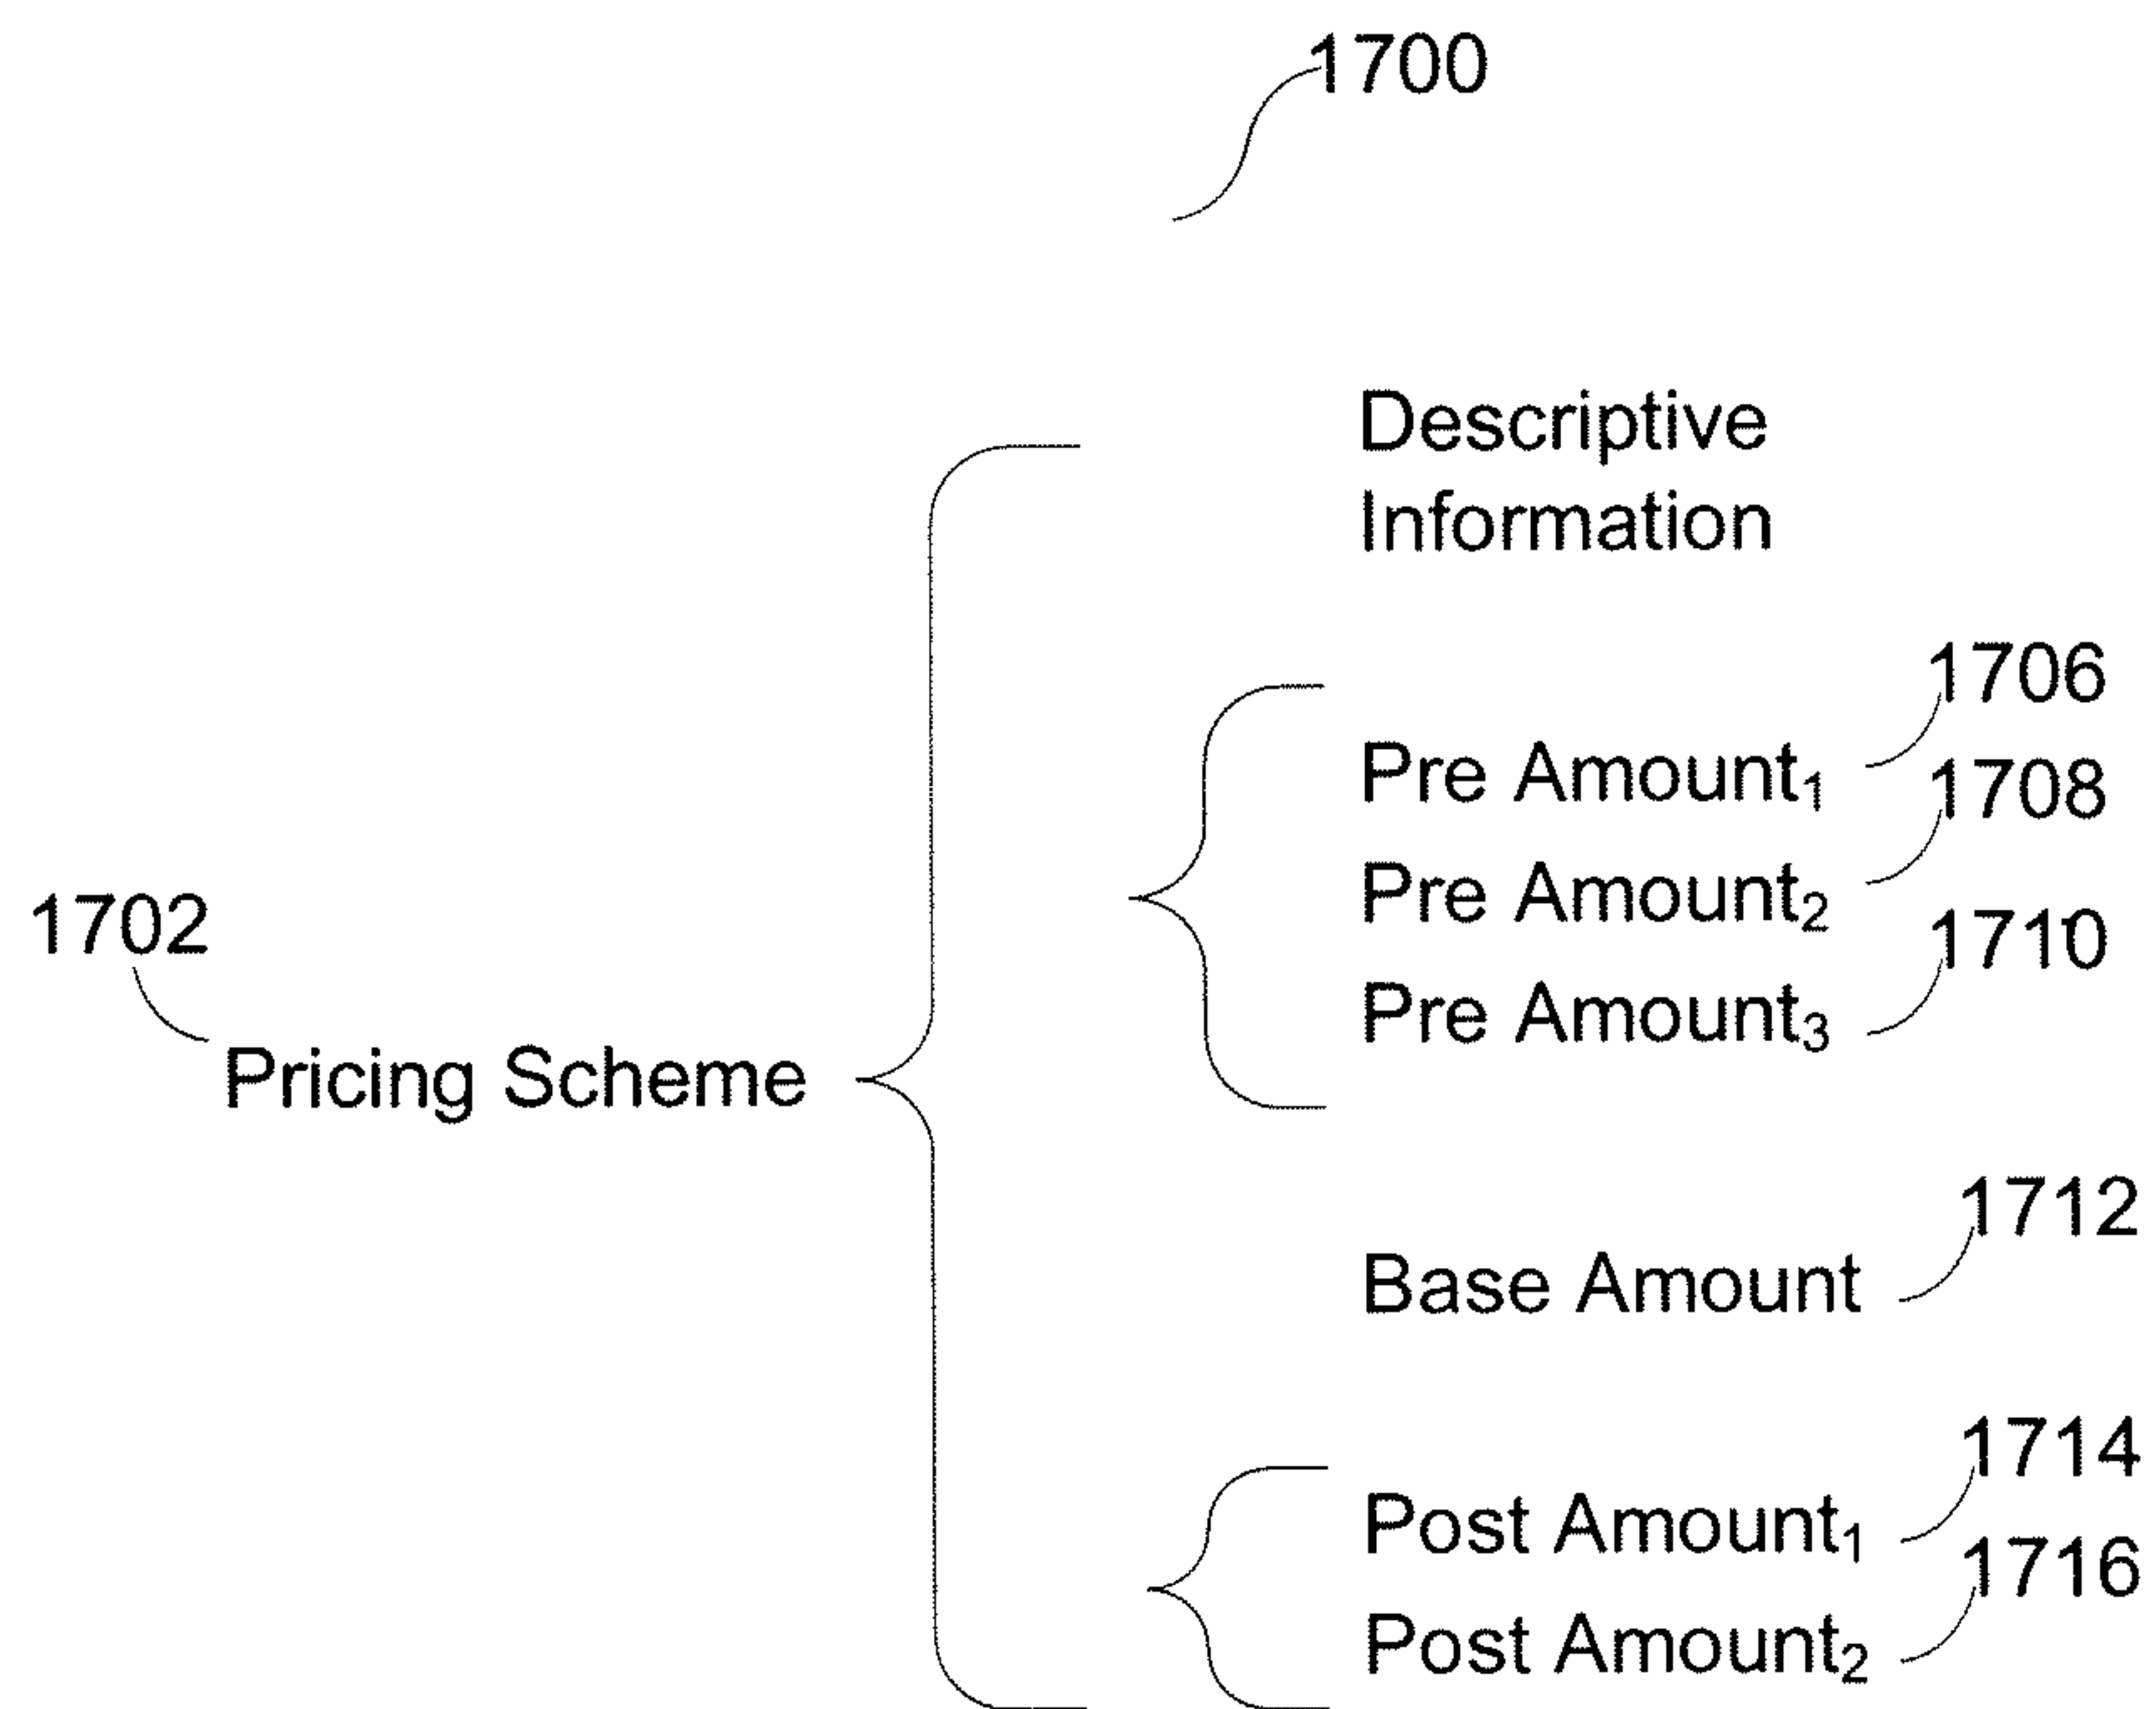 1700
Descriptive
Information
1706
Pre Amount₁
1708
Pre Amount₂
1710
Pre Amount₃
1702
Pricing Scheme
1712
Base Amount
1714
Post Amount₁
1716
Post Amount₂